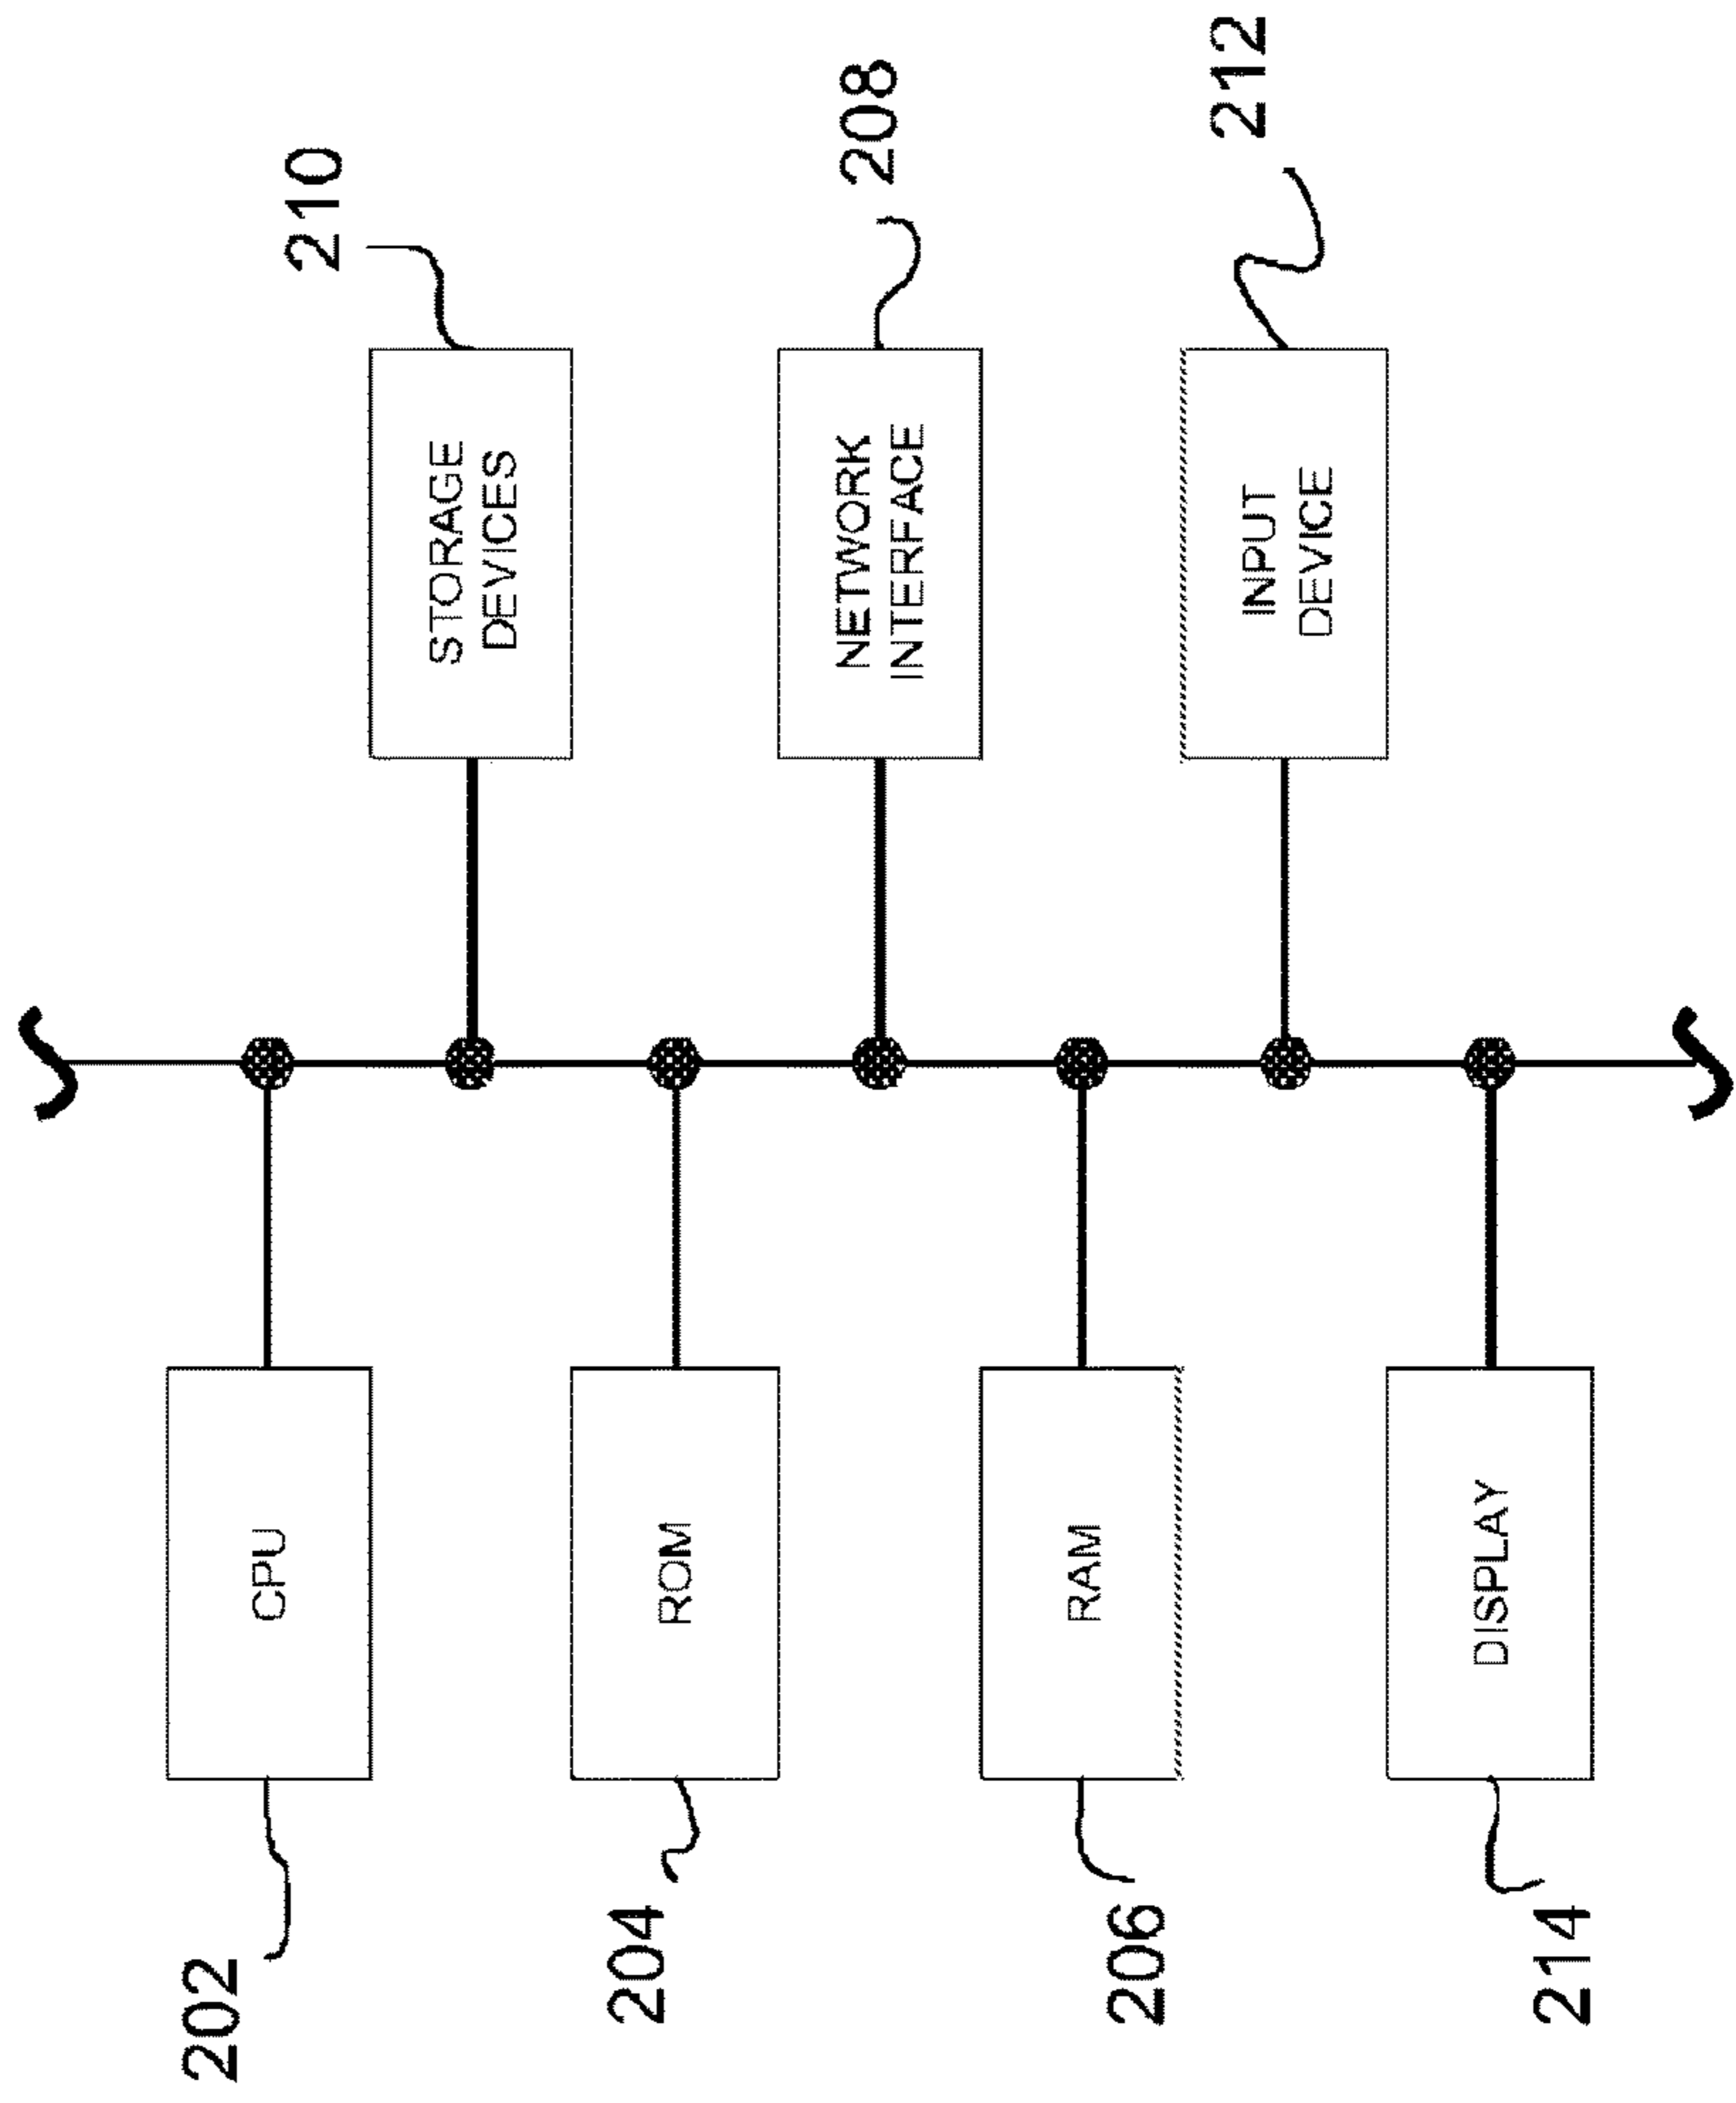 202
CPU
210
STORAGE
DEVICES
204
ROM
208
NETWORK
INTERFACE
206
RAM
212
INPUT
DEVICE
214
DISPLAY